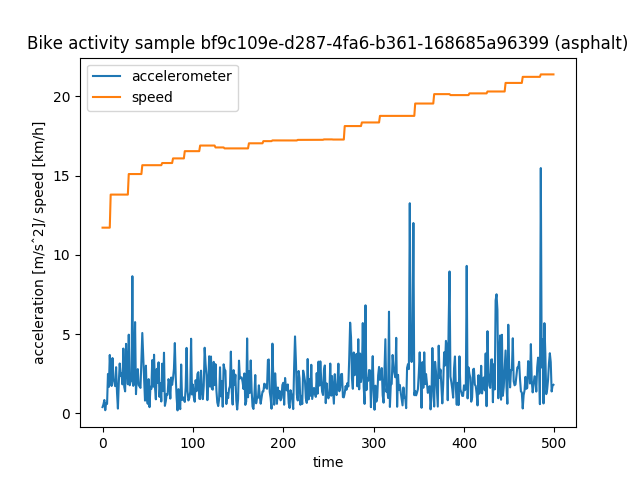 Bike activity sample bf9c109e-d287-4fa6-b361-168685a96399 (asphalt)
accelerometer
speed
acceleration [m/s^2]/ speed [km/h]
20
15
10
5
0
0 100 200 300 400 500
time